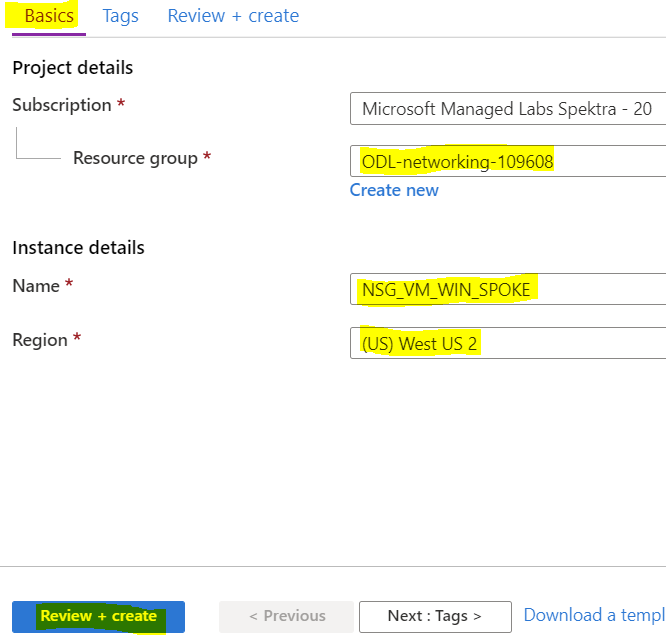 Basics Tags Review + create
Project details
Subscription * Microsoft Managed Labs Spektra - 20
Resource group * ODL-networking-109608
Create new
Instance details
Name * NSG_VM_WIN_SPOKE
Region * (US) West US 2
Review + create < Previous Next : Tags > Download a templ